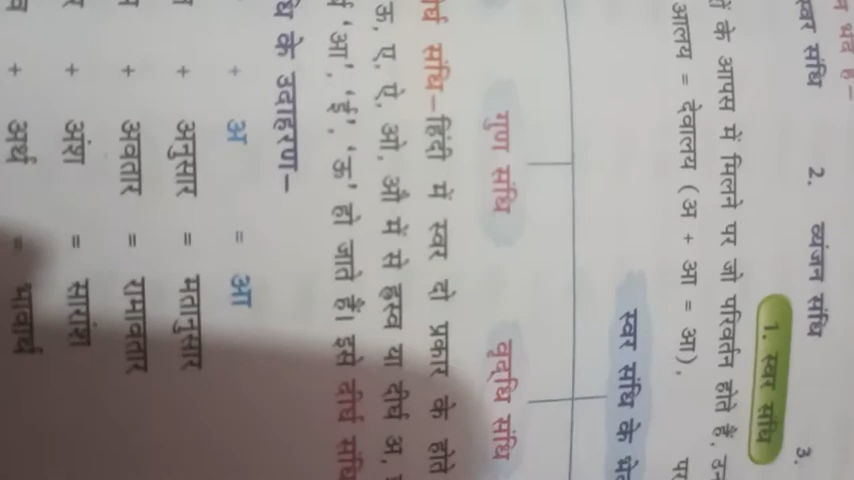 भेद हैं–
स्वर संधि 2. व्यंजन संधि 3.
1. स्वर संधि
के आपस में मिलने पर जो परिवर्तन होते हैं, उन
आलय = देवालय (अ + आ = आ),
स्वर संधि के भेद
गुण संधि वृद्धि संधि
संधि–हिंदी में स्वर दो प्रकार के होते
ऊ, ए, ऐ, ओ, औ में से ह्रस्व या दीर्घ अ,
'आ', 'ई', 'ऊ' हो जाते हैं। इसे दीर्घ संधि
के उदाहरण–
+ अ = आ
+ अनुसार = मतानुसार
+ अवतार = रामावतार
+ अंश = सारांश
+ अर्थ = भावार्थ